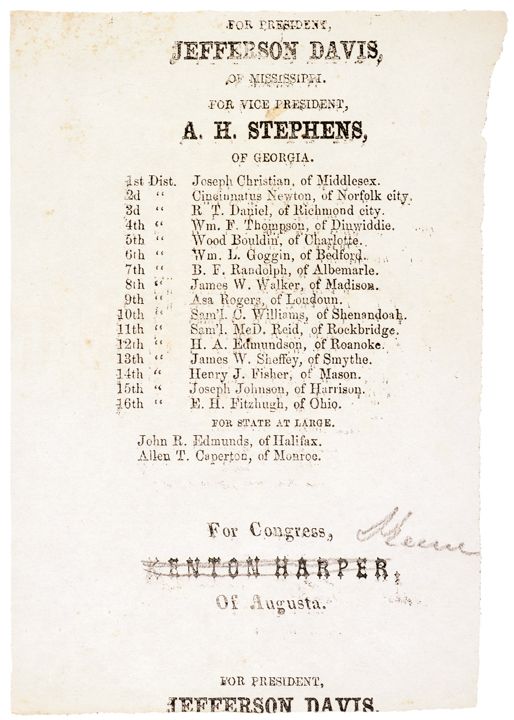 FOR PRESIDENT,
JEFFERSON DAVIS,
OF MISSISSIPPI.
FOR VICE PRESIDENT,
A. H. STEPHENS,
OF GEORGIA.
1st Dist. Joseph Christian, of Middlesex.
2d " Cincinnatus Newton, of Norfolk city.
3d " R. T. Daniel, of Richmond city.
4th " Wm. F. Thompson, of Dinwiddie.
5th " Wood Bouldin, of Charlotte.
6th " Wm. L. Goggin, of Bedford.
7th " B. F. Randolph, of Albemarle.
8th " James W. Walker, of Madison.
9th " Asa Rogers, of Loudoun.
10th " Sam'l. C. Williams, of Shenandoah.
11th " Sam'l. McD. Reid, of Rockbridge.
12th " H. A. Edmundson, of Roanoke.
13th " James W. Sheffey, of Smythe.
14th " Henry J. Fisher, of Mason.
15th " Joseph Johnson, of Harrison.
16th " E. H. Fitzhugh, of Ohio.
FOR STATE AT LARGE.
John R. Edmunds, of Halifax.
Allen T. Caperton, of Monroe.
For Congress,
KENTON HARPER,
Of Augusta.
FOR PRESIDENT,
JEFFERSON DAVIS,